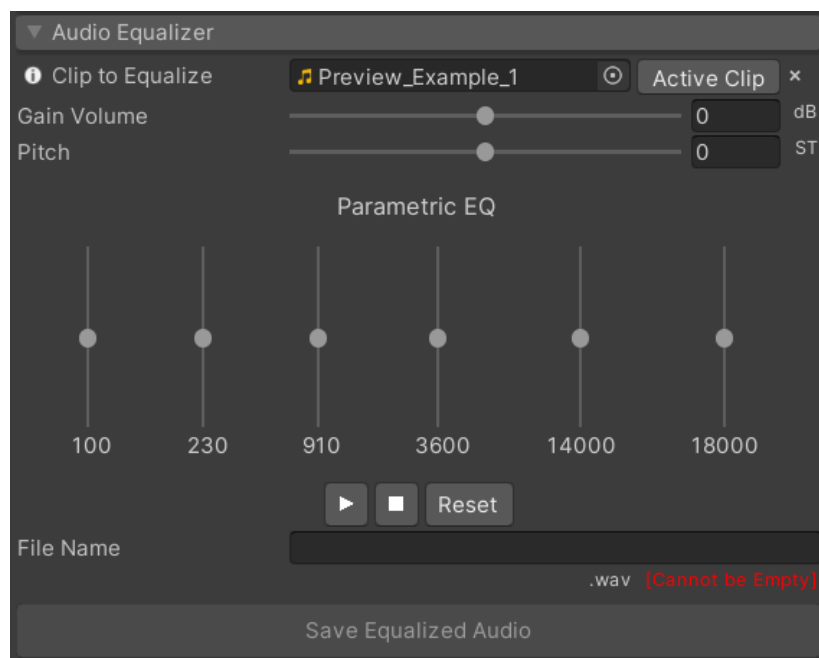 Audio Equalizer
Clip to Equalize Preview_Example_1 Active Clip ×
Gain Volume 0 dB
Pitch 0 ST
Parametric EQ
100 230 910 3600 14000 18000
Reset
File Name
.wav [Cannot be Empty]
Save Equalized Audio